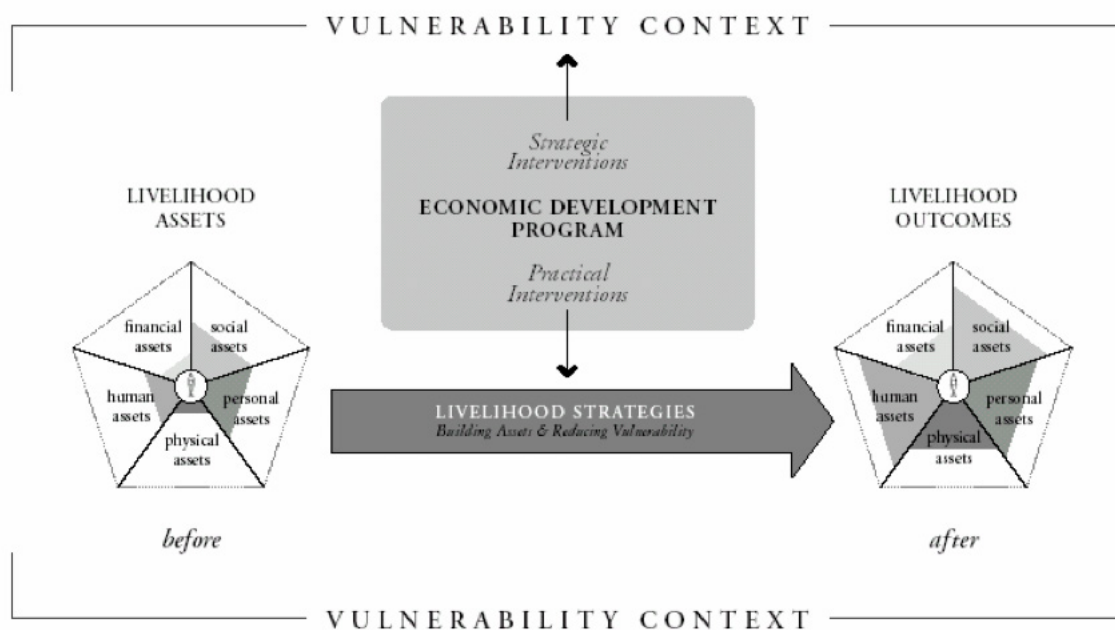 VULNERABILITY CONTEXT
Strategic
Interventions
ECONOMIC DEVELOPMENT
PROGRAM
Practical
Interventions
LIVELIHOOD
ASSETS
financial
assets
social
assets
human
assets
personal
assets
physical
assets
before
LIVELIHOOD STRATEGIES
Building Assets & Reducing Vulnerability
LIVELIHOOD
OUTCOMES
financial
assets
social
assets
human
assets
personal
assets
physical
assets
after
VULNERABILITY CONTEXT